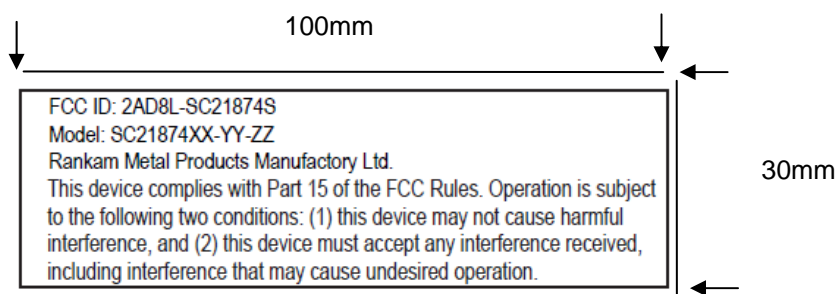 100mm
FCC ID: 2AD8L-SC21874S
Model: SC21874XX-YY-ZZ
Rankam Metal Products Manufactory Ltd.
This device complies with Part 15 of the FCC Rules. Operation is subject
to the following two conditions: (1) this device may not cause harmful
interference, and (2) this device must accept any interference received,
including interference that may cause undesired operation.
30mm